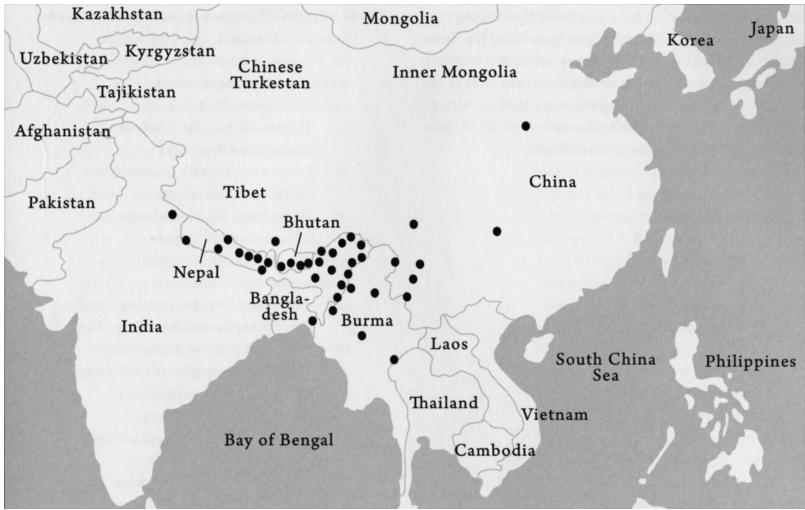 Kazakhstan
Mongolia
Japan
Korea
Uzbekistan
Kyrgyzstan
Chinese
Turkestan
Inner Mongolia
Tajikistan
Afghanistan
China
Tibet
Pakistan
Bhutan
Nepal
Bangla-
desh
India
Burma
Laos
South China
Sea
Philippines
Thailand
Vietnam
Bay of Bengal
Cambodia